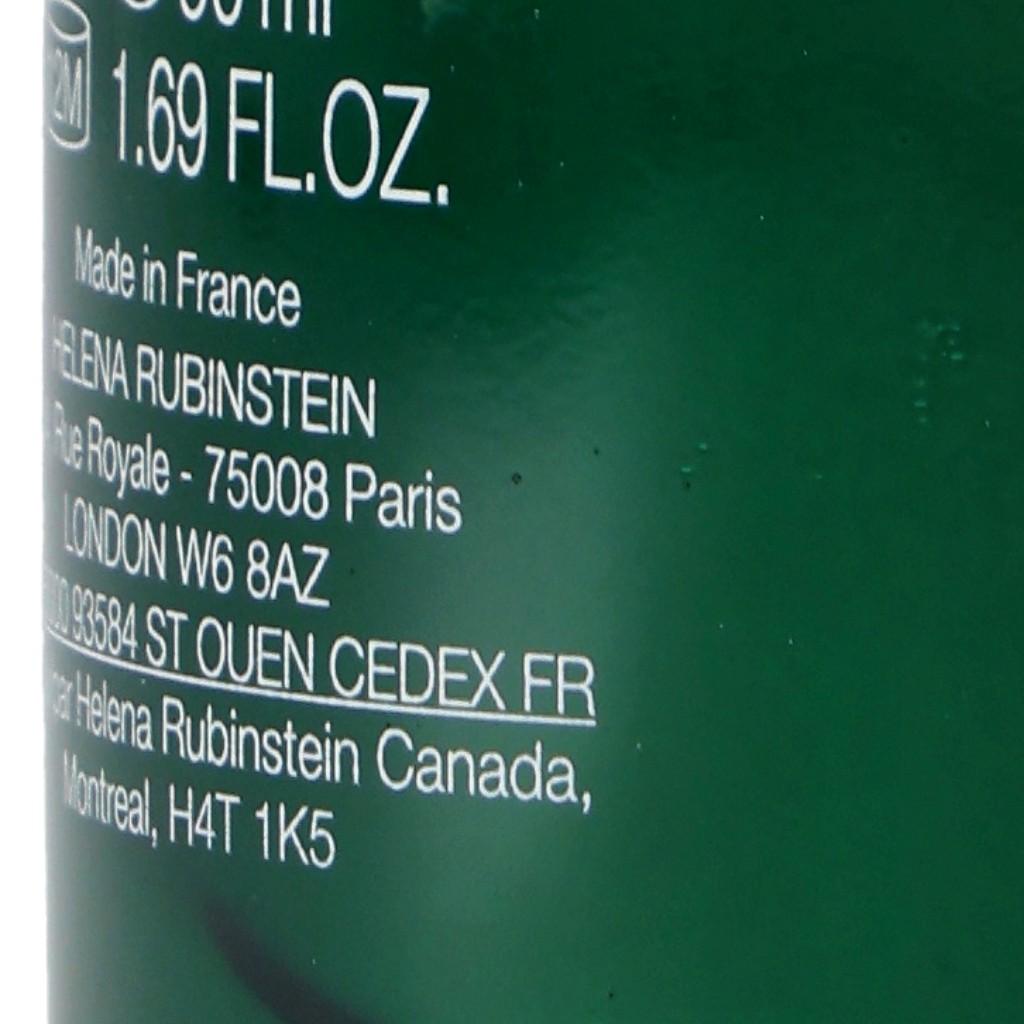 1.69 FL.OZ.
Made in France
HELENA RUBINSTEIN
Rue Royale - 75008 Paris
LONDON W6 8AZ
93584 ST OUEN CEDEX FR
par Helena Rubinstein Canada,
Montreal, H4T 1K5